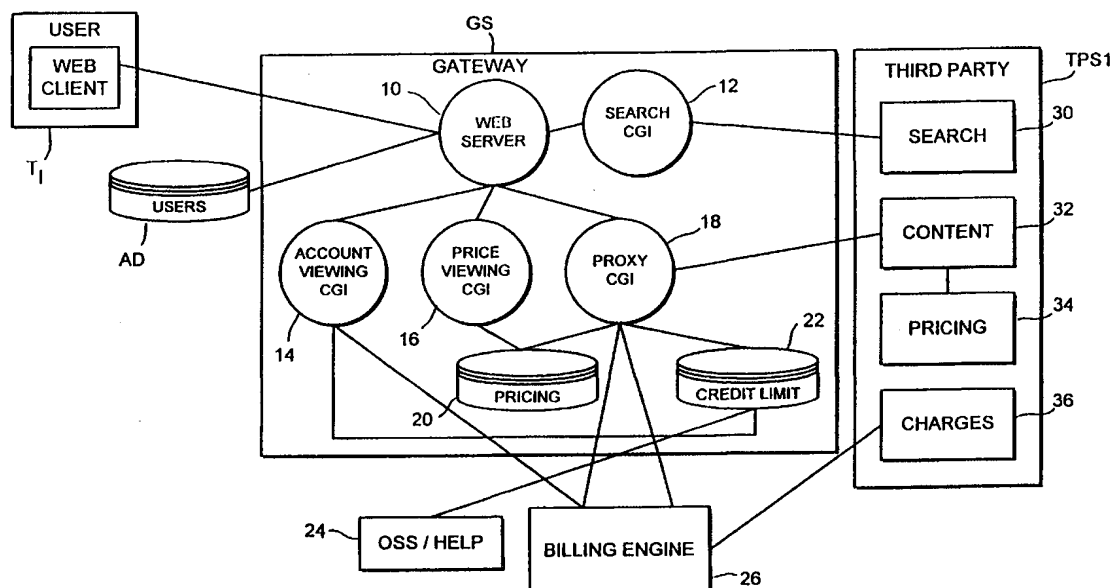 USER
WEB
CLIENT
T1
USERS
AD
GS
GATEWAY
10
WEB
SERVER
12
SEARCH
CGI
ACCOUNT
VIEWING
CGI
14
PRICE
VIEWING
CGI
16
PROXY
CGI
18
20
PRICING
22
CREDIT LIMIT
24
OSS / HELP
BILLING ENGINE
26
THIRD PARTY
TPS1
SEARCH
30
CONTENT
32
PRICING
34
CHARGES
36